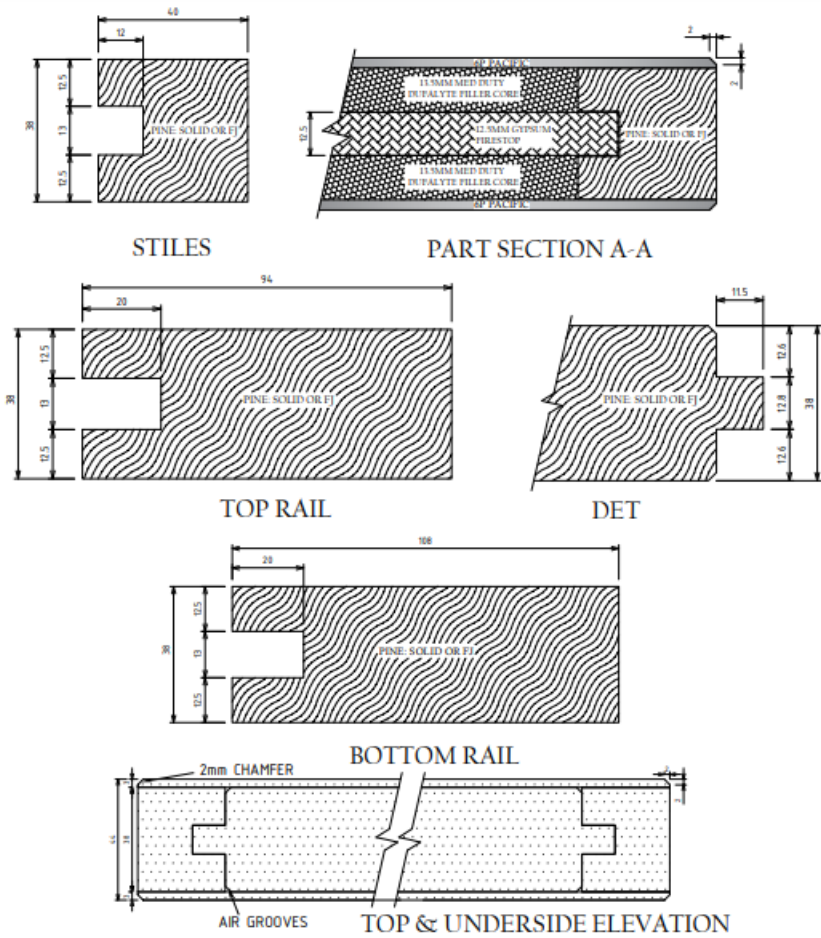 40
12
12.5
38
13
12.5
PINE: SOLID OR FJ
STILES
2
2
6P PACIFIC
13.5MM MED DUTY
DUFALYTE FILLER CORE
12.5
12.5MM GYPSUM
FIRESTOP
PINE: SOLID OR FJ
13.5MM MED DUTY
DUFALYTE FILLER CORE
6P PACIFIC
PART SECTION A-A
94
20
12.5
38
13
12.5
PINE: SOLID OR FJ
TOP RAIL
11.5
12.6
12.8
38
12.6
PINE: SOLID OR FJ
DET
108
20
12.5
38
13
12.5
PINE: SOLID OR FJ
BOTTOM RAIL
2mm CHAMFER
2
2
3
44
38
3
AIR GROOVES
TOP & UNDERSIDE ELEVATION